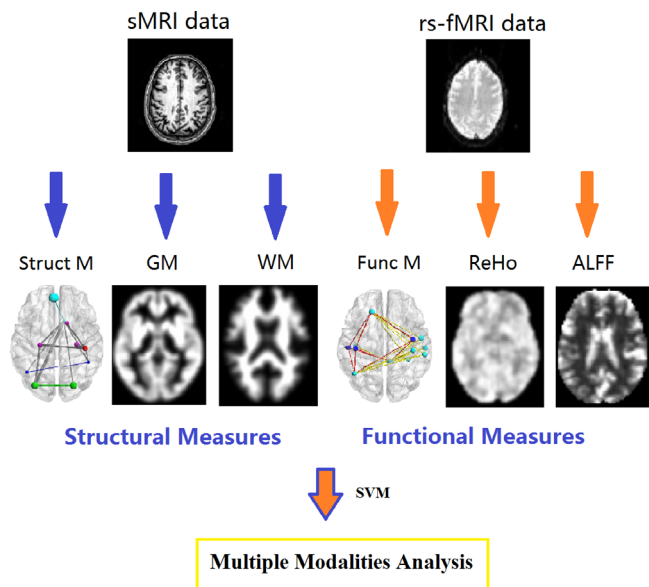 sMRI data
rs-fMRI data
Struct M
GM
WM
Func M
ReHo
ALFF
Structural Measures
Functional Measures
SVM
Multiple Modalities Analysis